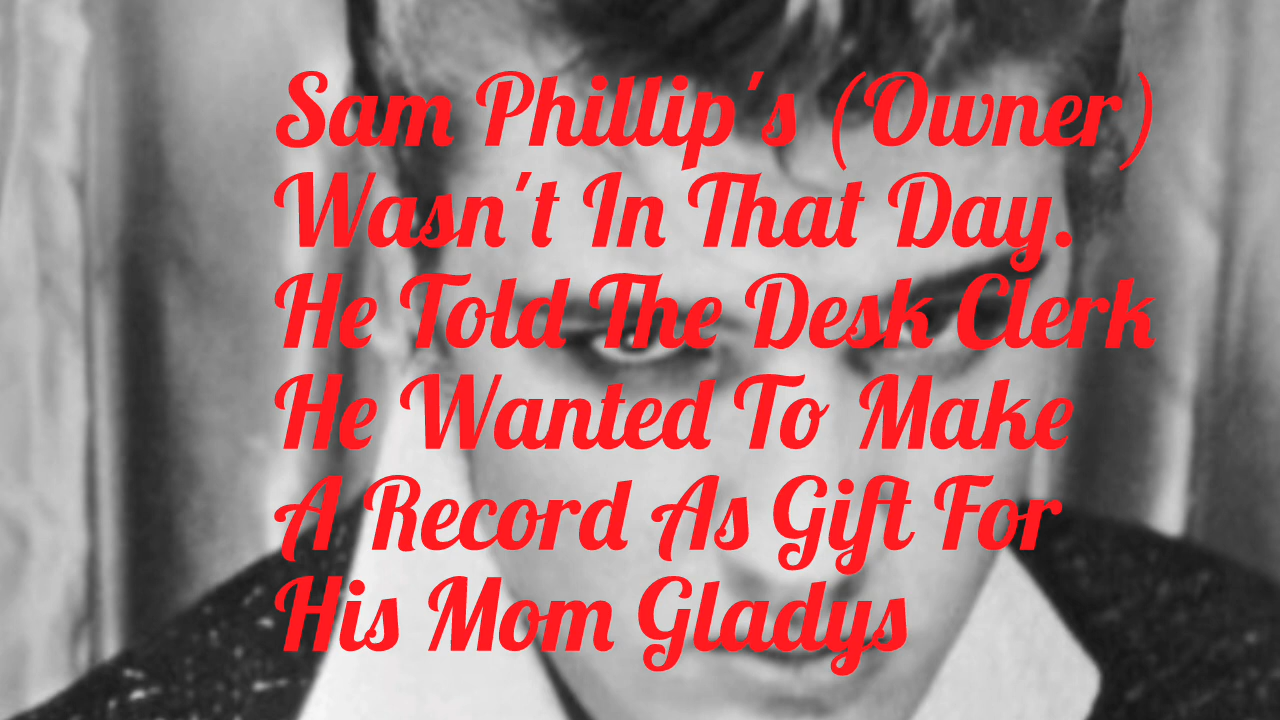 Sam Phillip's (Owner)
Wasn't In That Day.
He Told The Desk Clerk
He Wanted To Make
A Record As Gift For
His Mom Gladys